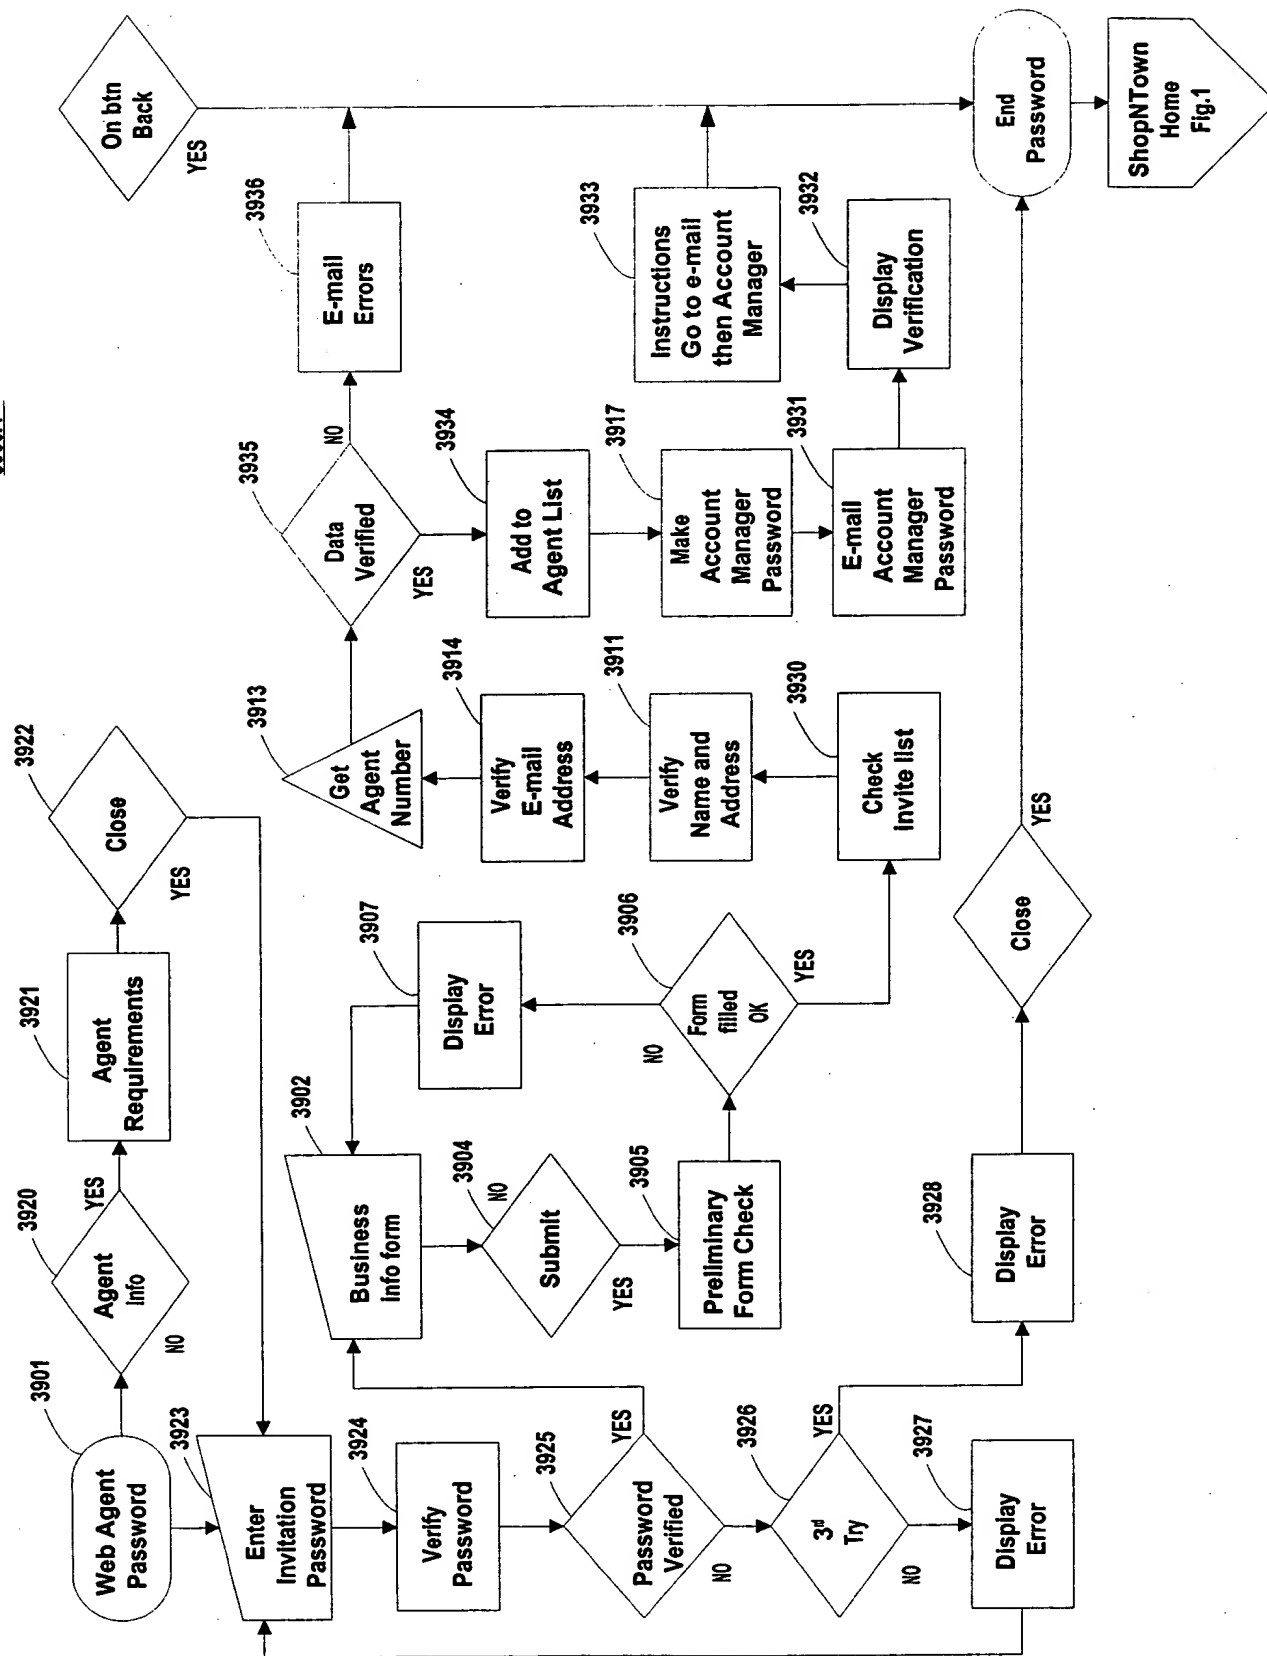 3901
Web Agent
Password
3920
Agent
Info
YES
NO
3921
Agent
Requirements
3922
Close
YES
3923
Enter
Invitation
Password
3924
Verify
Password
3925
Password
Verified
YES
NO
3926
3rd
Try
YES
NO
3927
Display
Error
3928
Display
Error
Close
YES
3902
Business
Info form
3904
Submit
NO
YES
3905
Preliminary
Form Check
3906
Form
filled
OK
NO
YES
3907
Display
Error
3930
Check
invite list
3911
Verify
Name and
Address
3914
Verify
E-mail
Address
3913
Get
Agent
Number
3935
Data
Verified
NO
YES
3936
E-mail
Errors
3934
Add to
Agent List
3917
Make
Account
Manager
Password
3931
E-mail
Account
Manager
Password
3932
Display
Verification
3933
Instructions
Go to e-mail
then Account
Manager
On btn
Back
YES
End
Password
ShopNTown
Home
Fig.1